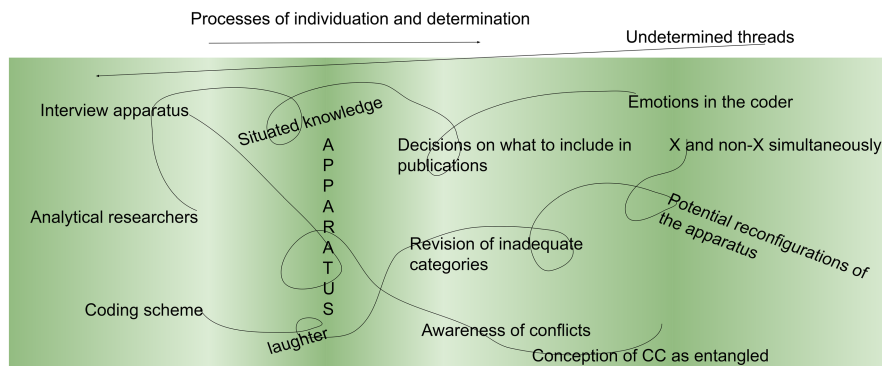 Processes of individuation and determination
Undetermined threads
Interview apparatus
Situated knowledge
Emotions in the coder
APPARATUS
Decisions on what to include in
publications
X and non-X simultaneously
Analytical researchers
Potential reconfigurations of
the apparatus
Revision of inadequate
categories
Coding scheme
laughter
Awareness of conflicts
Conception of CC as entangled